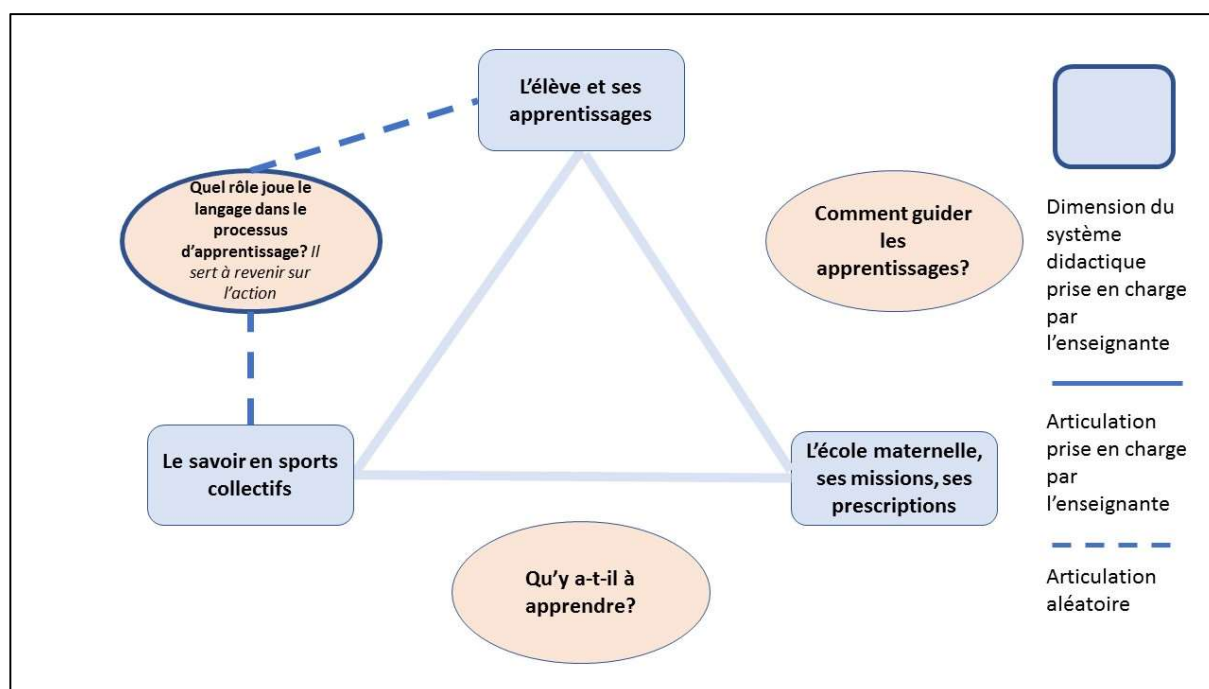 L’élève et ses
apprentissages
Quel rôle joue le
langage dans le
processus
d’apprentissage? Il
sert à revenir sur
l’action
Comment guider
les
apprentissages?
Le savoir en sports
collectifs
L’école maternelle,
ses missions, ses
prescriptions
Qu’y a-t-il à
apprendre?
Dimension du
système
didactique
prise en charge
par
l’enseignante
Articulation
prise en charge
par
l’enseignante
Articulation
aléatoire